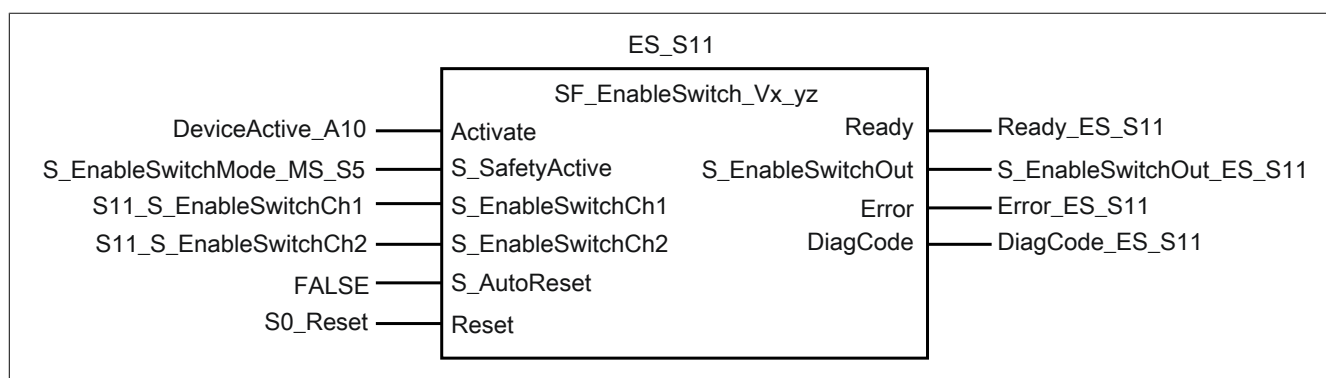 ES_S11
SF_EnableSwitch_Vx_yz
DeviceActive_A10 Activate Ready Ready_ES_S11
S_EnableSwitchMode_MS_S5 S_SafetyActive S_EnableSwitchOut S_EnableSwitchOut_ES_S11
S11_S_EnableSwitchCh1 S_EnableSwitchCh1 Error Error_ES_S11
S11_S_EnableSwitchCh2 S_EnableSwitchCh2 DiagCode DiagCode_ES_S11
FALSE S_AutoReset
S0_Reset Reset